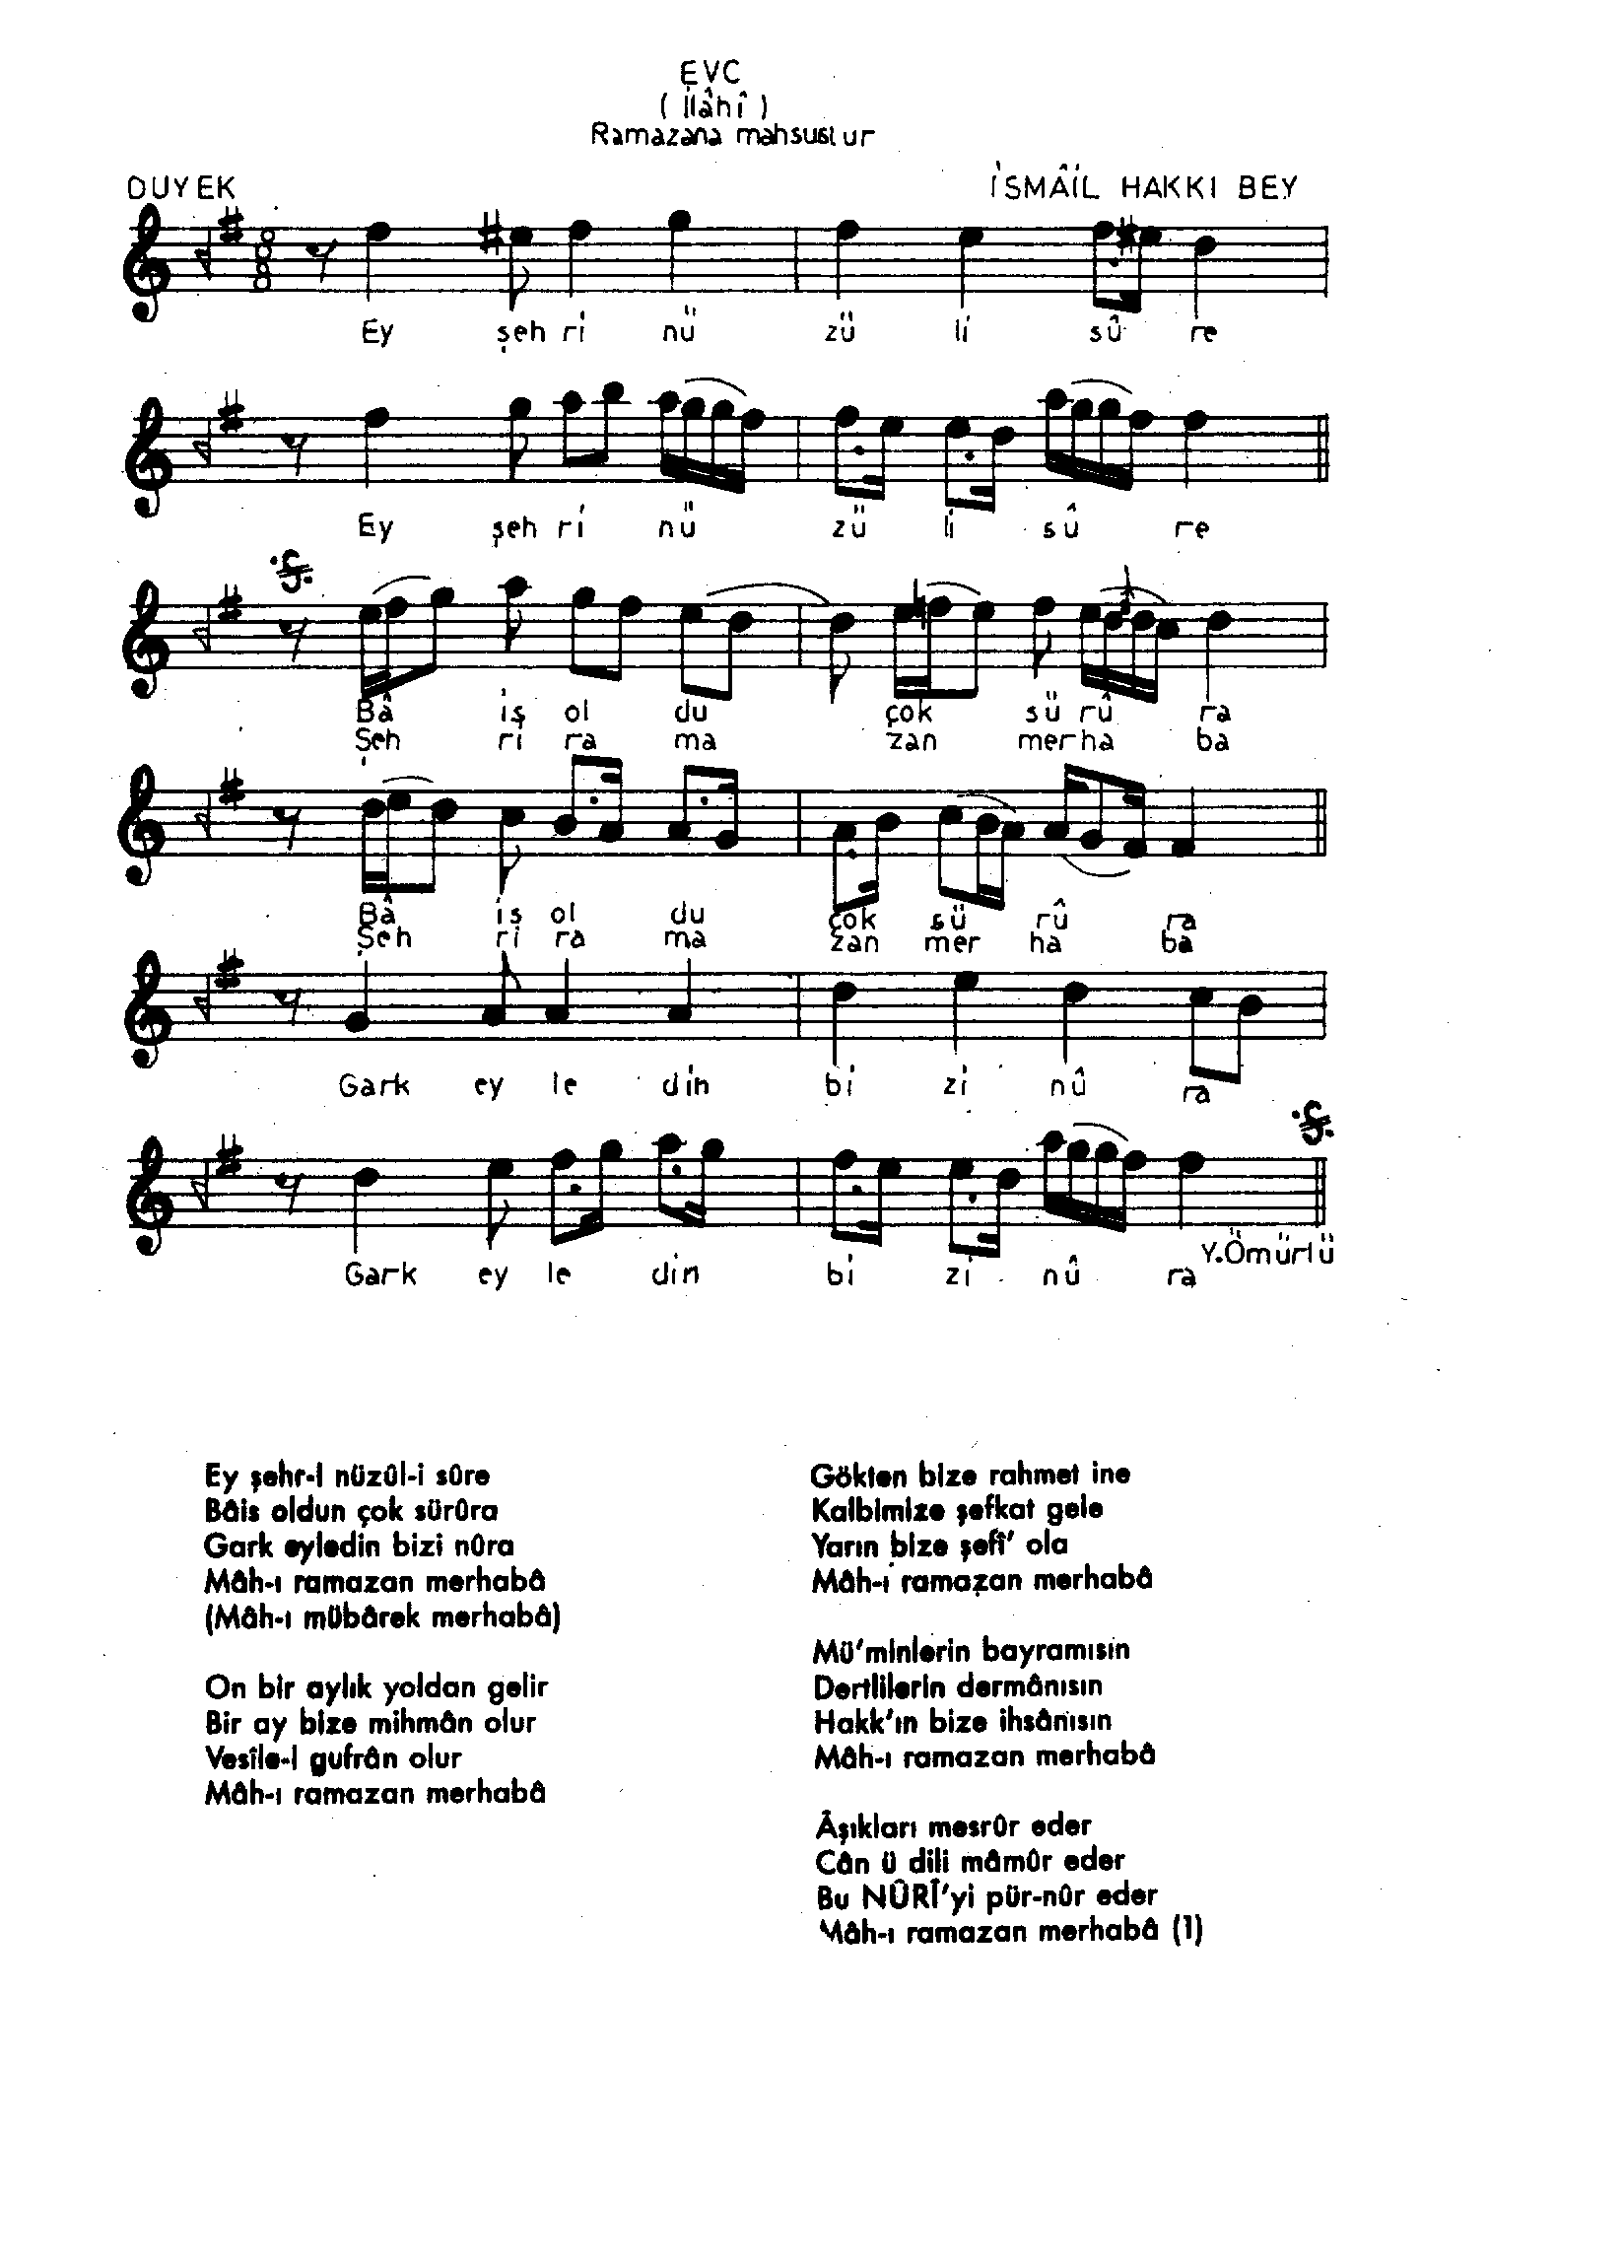 EVC
( İlâhî )
Ramazana mahsustur
DUYEK
İSMÂİL HAKKI BEY
8
8
Ey şeh ri nü zü li sû re
Ey şeh ri nü zü li sû re
Bâ iş ol du çok sü rû ra
Şeh ri ra ma zan merha ba
Bâ is ol du çok sü rû ra
Şeh ri ra ma zan mer ha ba
Gark ey le din bi zi nû ra
Gark ey le din bi zi nû ra
Y.Ömürlü
Ey şehr-i nüzûl-i sûre
Bâis oldun çok sürûra
Gark eyledin bizi nûra
Mâh-ı ramazan merhabâ
(Mâh-ı mübârek merhabâ)
On bir aylık yoldan gelir
Bir ay bize mihmân olur
Vesîle-i gufrân olur
Mâh-ı ramazan merhabâ
Gökten bize rahmet ine
Kalbimize şefkat gele
Yarın bize şefî' ola
Mâh-i ramazan merhabâ
Mü'minlerin bayramısın
Dertlilerin dermânısın
Hakk'ın bize ihsânısın
Mâh-ı ramazan merhabâ
Âşıkları mesrûr eder
Cân ü dili mâmûr eder
Bu NÛRÎ'yi pür-nûr eder
Mâh-ı ramazan merhabâ (1)